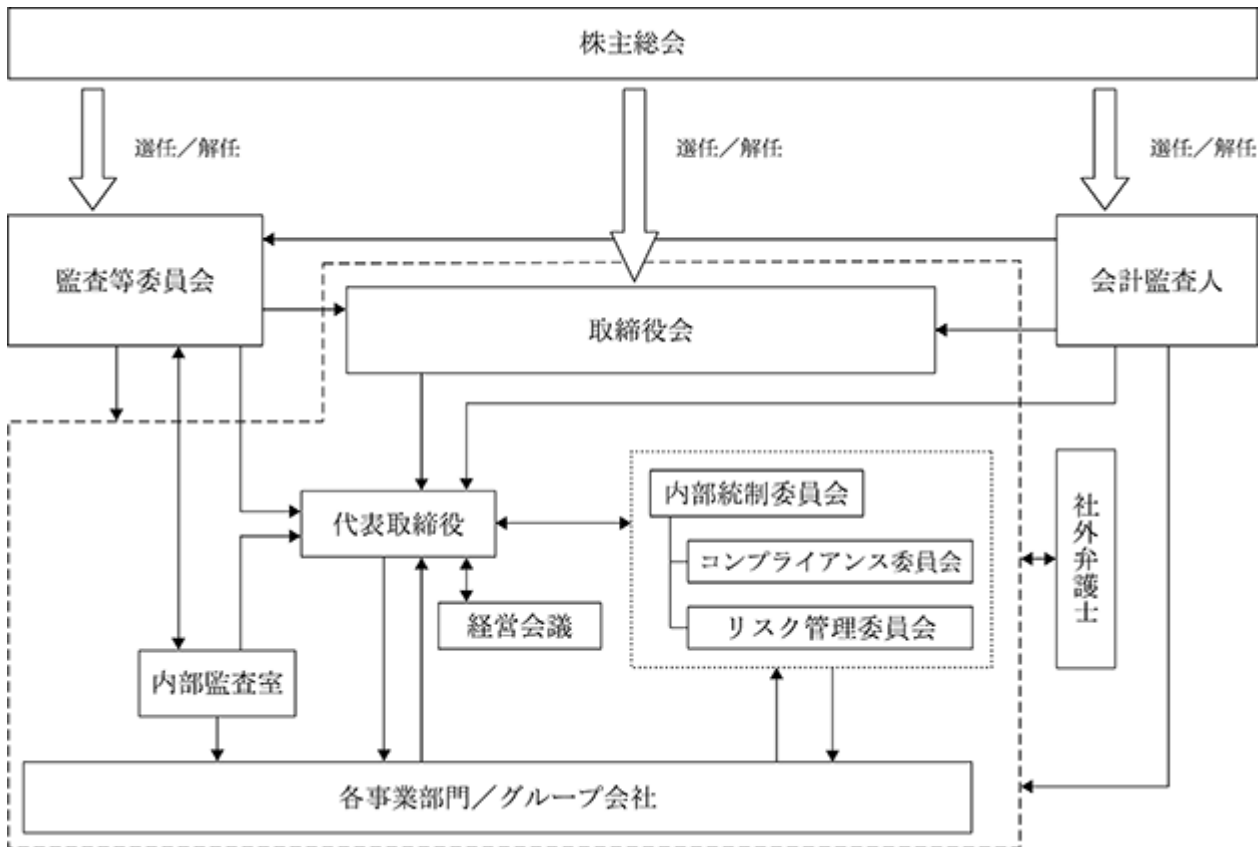 株主総会
選任／解任
選任／解任
選任／解任
監査等委員会
会計監査人
取締役会
内部統制委員会
代表取締役
コンプライアンス委員会
社外弁護士
経営会議
リスク管理委員会
内部監査室
各事業部門／グループ会社